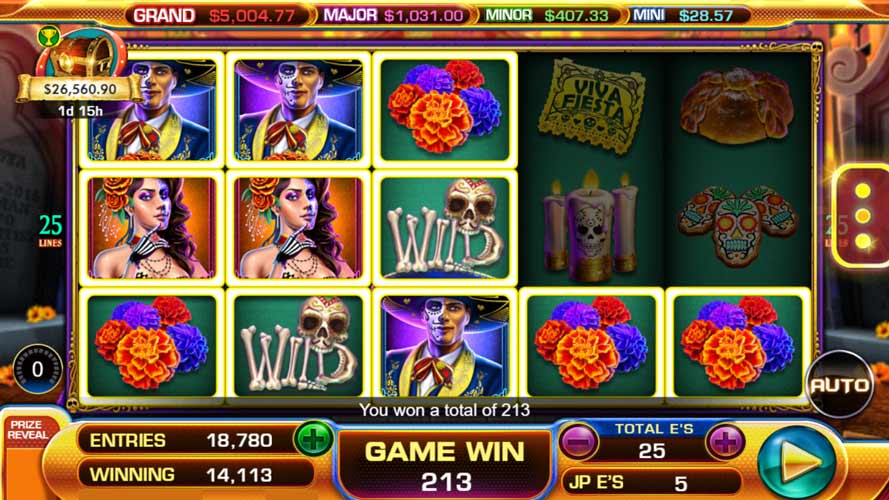 GRAND $5,004.77 MAJOR $1,031.00 MINOR $407.33 MINI $28.57
$26,560.90
1d 15h
VIVA
FIESTA
WILD
25
LINES
25
LINES
WILD
0
AUTO
You won a total of 213
PRIZE
REVEAL
ENTRIES 18,780
WINNING 14,113
GAME WIN
213
TOTAL E'S
25
JP E'S 5